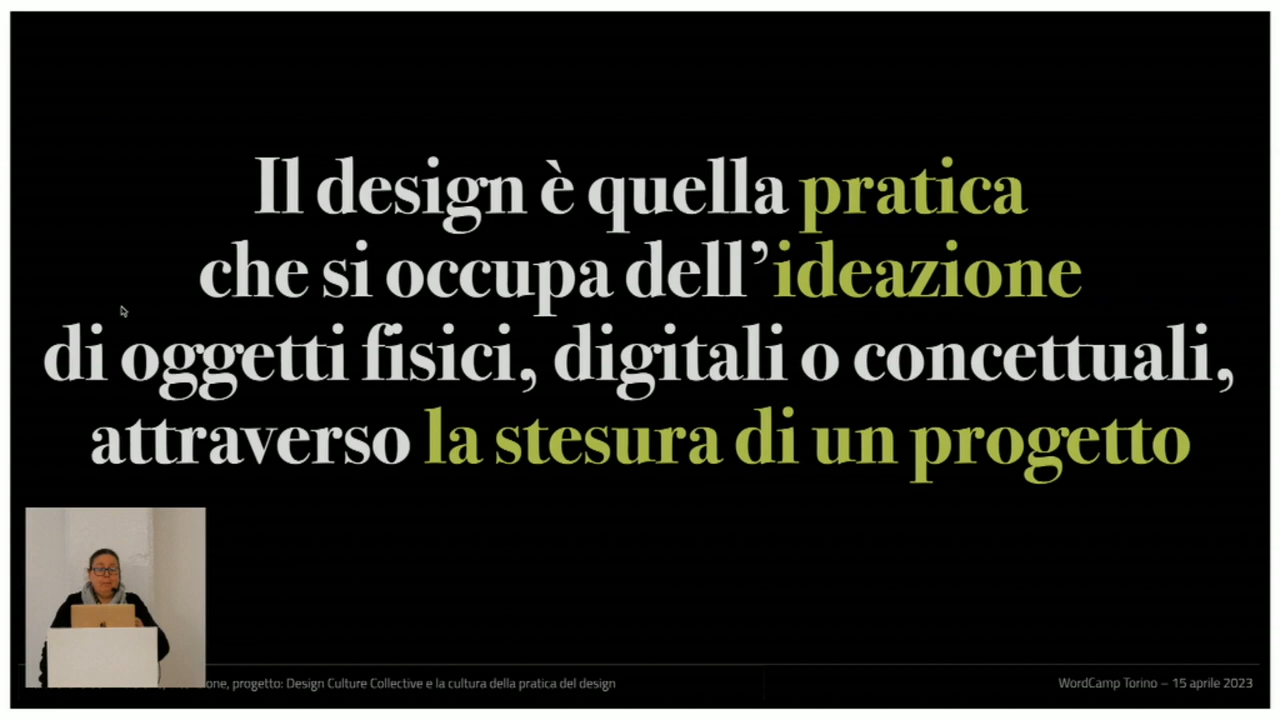 Il design è quella pratica
che si occupa dell’ideazione
di oggetti fisici, digitali o concettuali,
attraverso la stesura di un progetto
progetto: Design Culture Collective e la cultura della pratica del design
WordCamp Torino – 15 aprile 2023